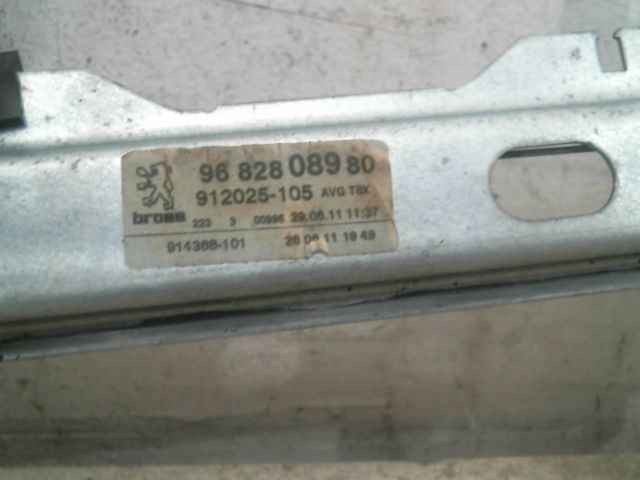 96 828 089 80
912025-105 AVG TBX
brose 223 3 00996 29.06.11 11:37
914368-101 28 06 11 19 49